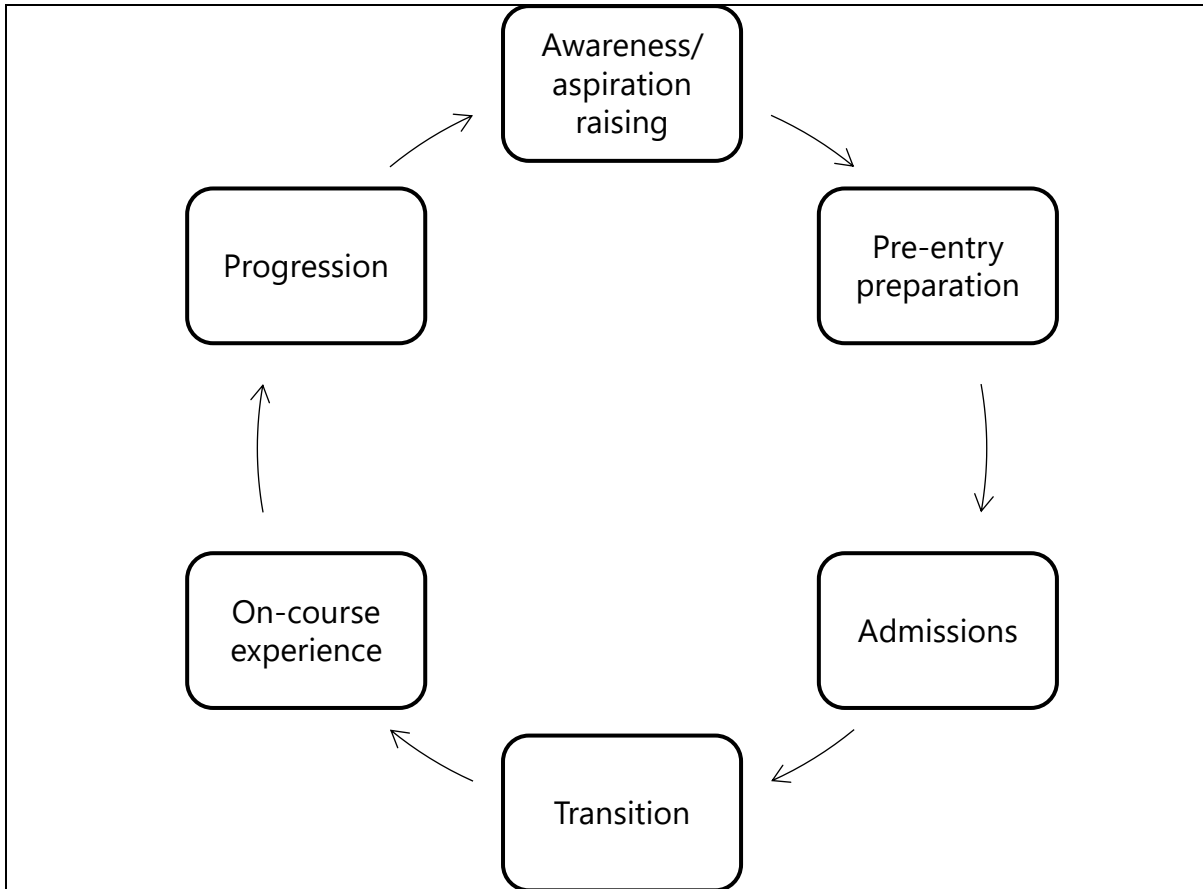 Awareness/
aspiration
raising
Pre-entry
preparation
Admissions
Transition
On-course
experience
Progression